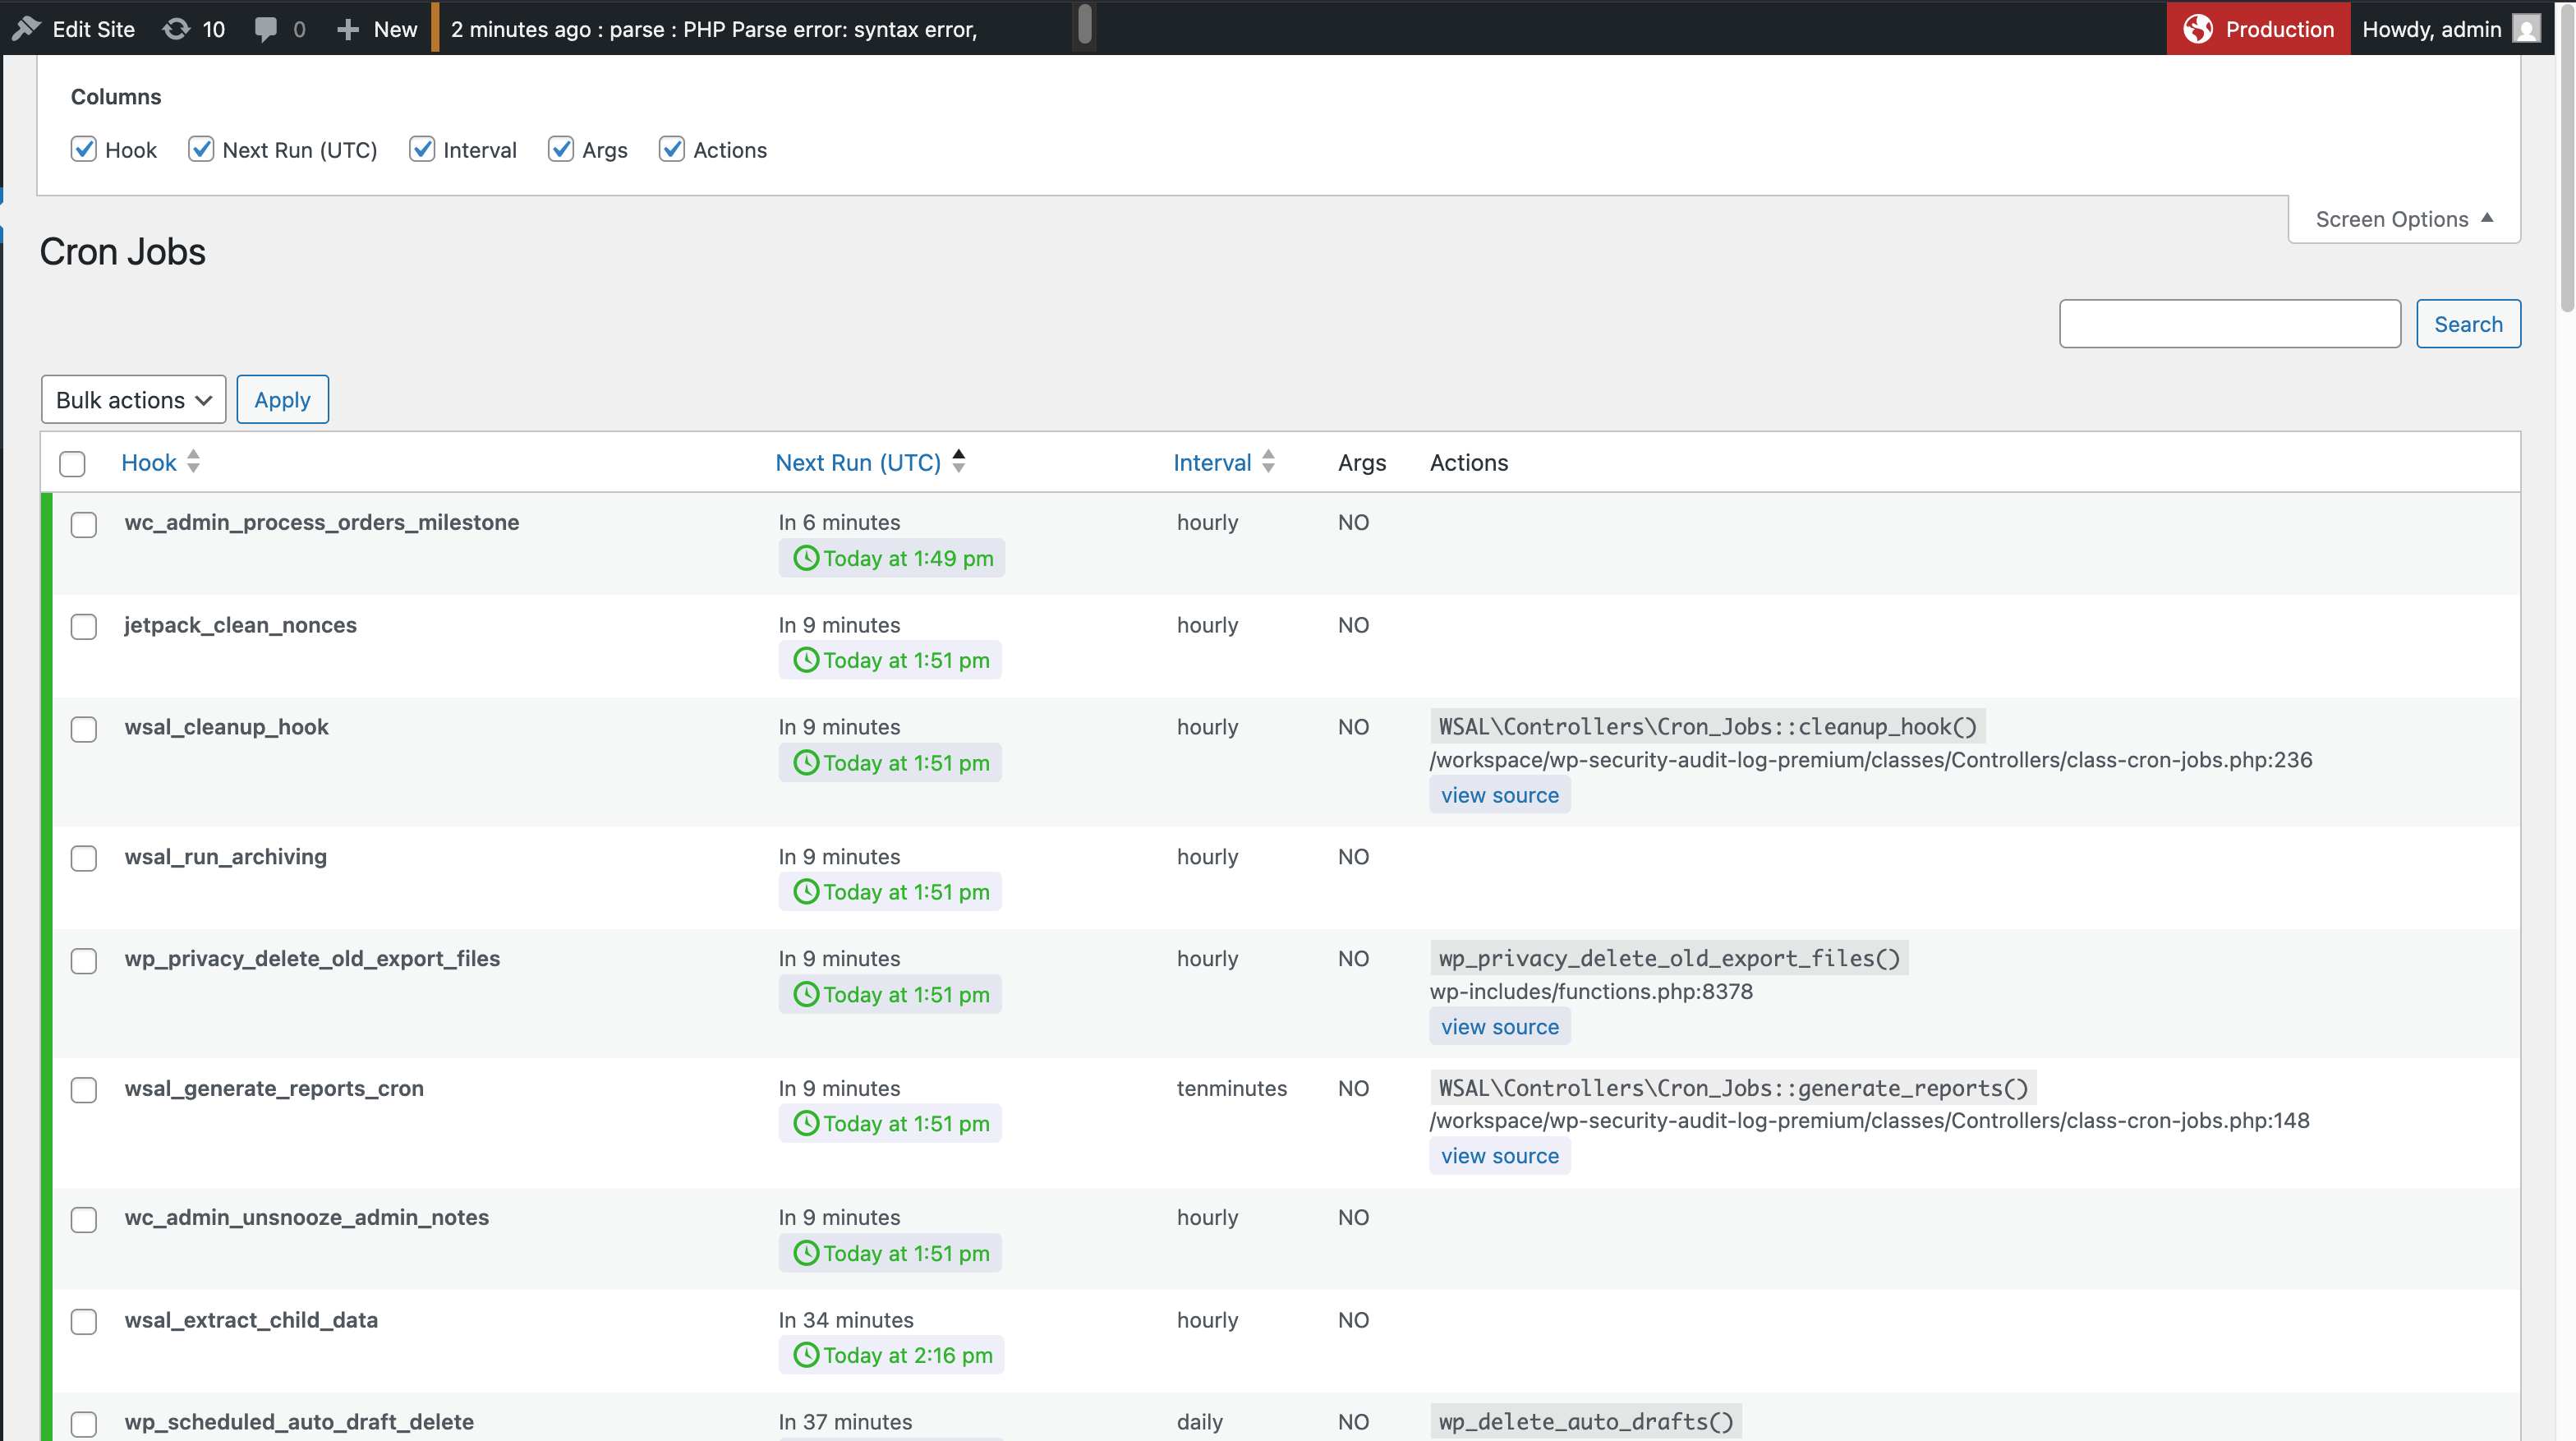 Edit Site 10 0 New 2 minutes ago : parse : PHP Parse error: syntax error, Production Howdy, admin
Columns
Hook Next Run (UTC) Interval Args Actions
Screen Options
Cron Jobs
Search
Bulk actions Apply
Hook Next Run (UTC) Interval Args Actions
wc_admin_process_orders_milestone In 6 minutes hourly NO
Today at 1:49 pm
jetpack_clean_nonces In 9 minutes hourly NO
Today at 1:51 pm
wsal_cleanup_hook In 9 minutes hourly NO WSAL\Controllers\Cron_Jobs::cleanup_hook()
Today at 1:51 pm /workspace/wp-security-audit-log-premium/classes/Controllers/class-cron-jobs.php:236
view source
wsal_run_archiving In 9 minutes hourly NO
Today at 1:51 pm
wp_privacy_delete_old_export_files In 9 minutes hourly NO wp_privacy_delete_old_export_files()
Today at 1:51 pm wp-includes/functions.php:8378
view source
wsal_generate_reports_cron In 9 minutes tenminutes NO WSAL\Controllers\Cron_Jobs::generate_reports()
Today at 1:51 pm /workspace/wp-security-audit-log-premium/classes/Controllers/class-cron-jobs.php:148
view source
wc_admin_unsnooze_admin_notes In 9 minutes hourly NO
Today at 1:51 pm
wsal_extract_child_data In 34 minutes hourly NO
Today at 2:16 pm
wp_scheduled_auto_draft_delete In 37 minutes daily NO wp_delete_auto_drafts()